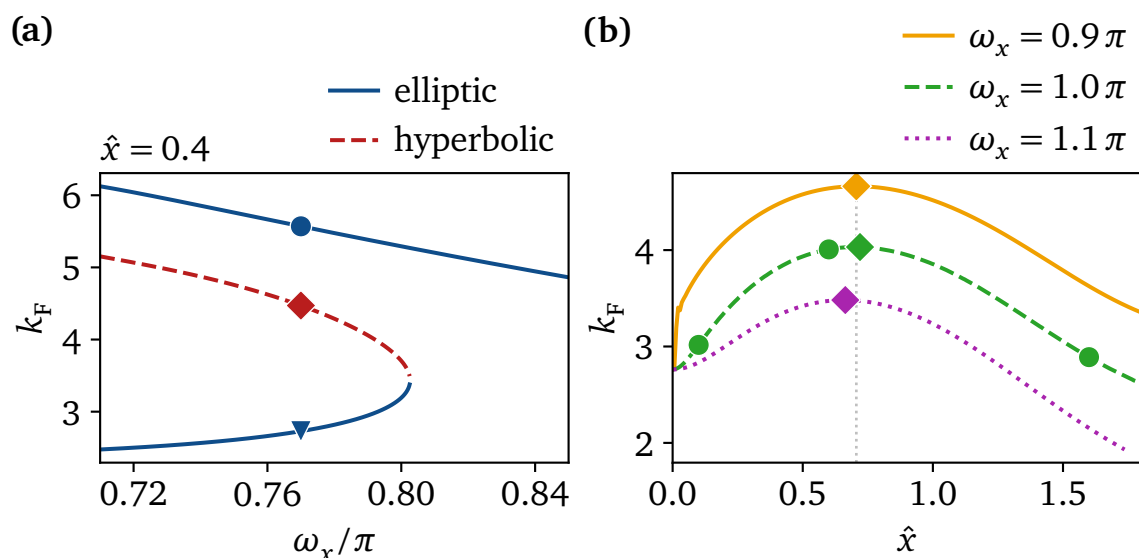 (a)
elliptic
hyperbolic
x̂ = 0.4
6
5
4
3
k_F
0.72
0.76
0.80
0.84
ω_x/π
(b)
ω_x = 0.9 π
ω_x = 1.0 π
ω_x = 1.1 π
4
3
2
k_F
0.0
0.5
1.0
1.5
x̂